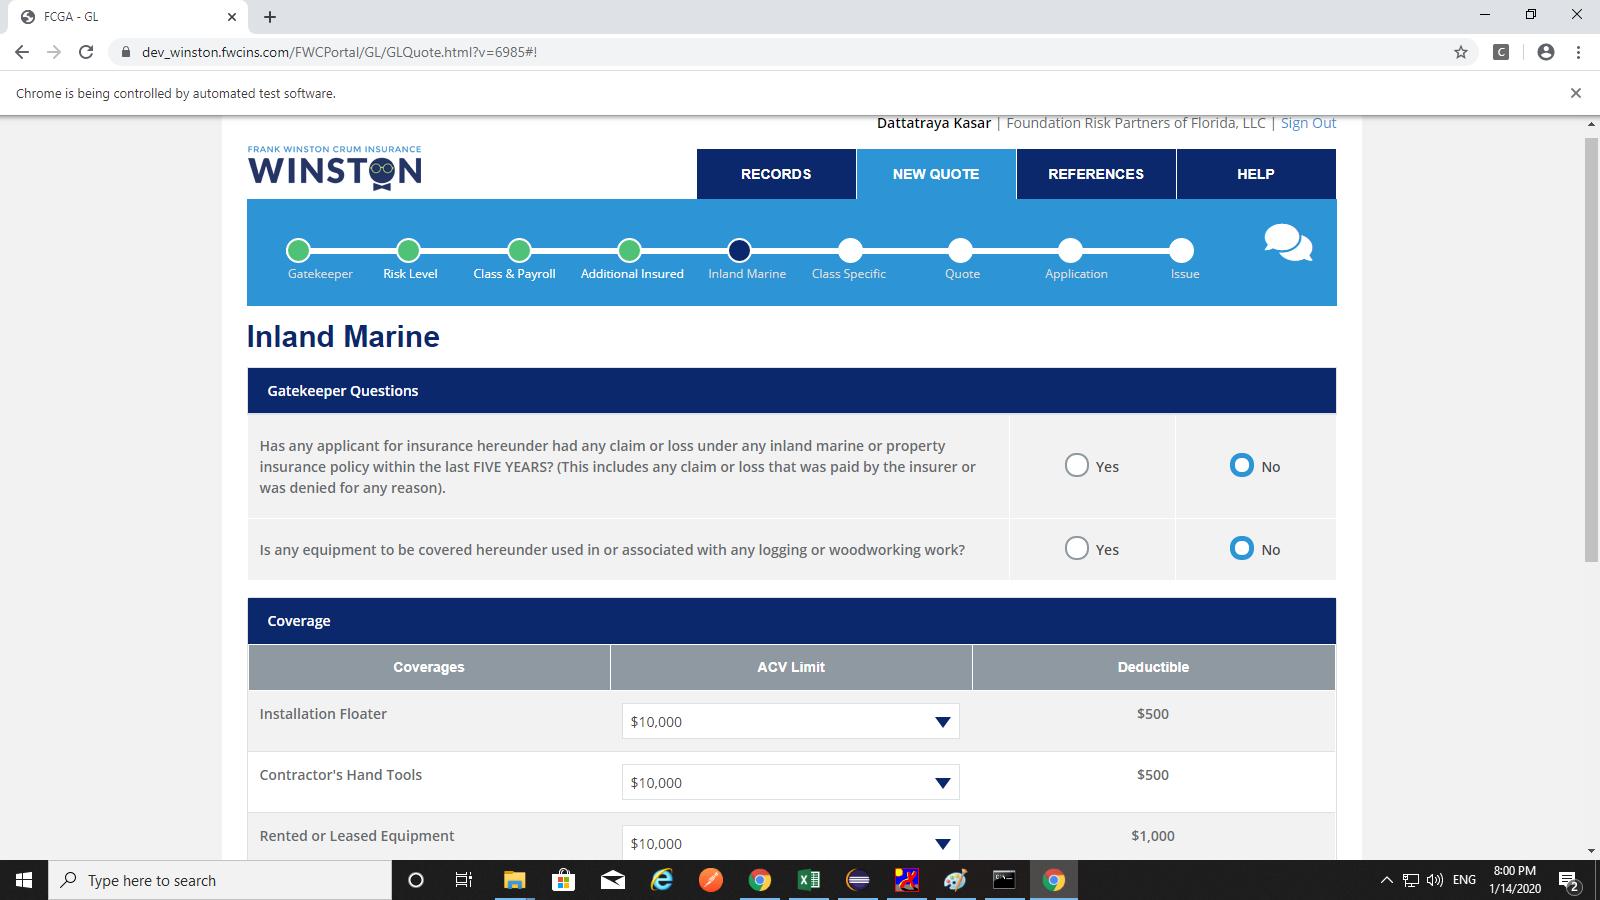 FCGA - GL
dev_winston.fwcins.com/FWCPortal/GL/GLQuote.html?v=6985#!
C
Chrome is being controlled by automated test software.
Dattatraya Kasar | Foundation Risk Partners of Florida, LLC | Sign Out
FRANK WINSTON CRUM INSURANCE
WINSTON
RECORDS
NEW QUOTE
REFERENCES
HELP
Gatekeeper
Risk Level
Class & Payroll
Additional Insured
Inland Marine
Class Specific
Quote
Application
Issue
Inland Marine
Gatekeeper Questions
Has any applicant for insurance hereunder had any claim or loss under any inland marine or property
insurance policy within the last FIVE YEARS? (This includes any claim or loss that was paid by the insurer or
was denied for any reason).
Yes
No
Is any equipment to be covered hereunder used in or associated with any logging or woodworking work?
Yes
No
Coverage
Coverages
ACV Limit
Deductible
Installation Floater
$10,000
$500
Contractor's Hand Tools
$10,000
$500
Rented or Leased Equipment
$10,000
$1,000
Type here to search
ENG
8:00 PM
1/14/2020
2